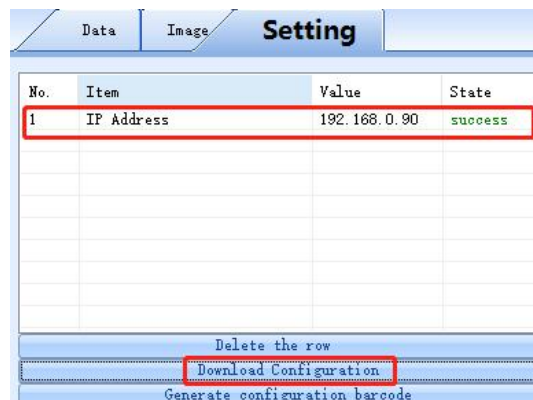 Data Image Setting
No. Item Value State
1 IP Address 192.168.0.90 success
Delete the row
Download Configuration
Generate configuration barcode